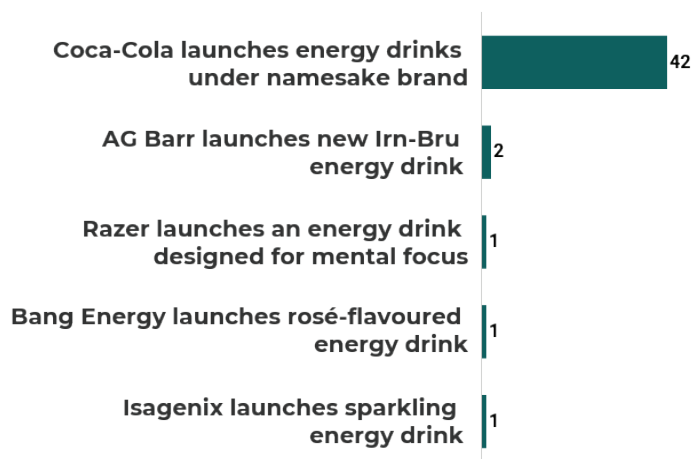 Coca-Cola launches energy drinks
under namesake brand
42
AG Barr launches new Irn-Bru
energy drink
2
Razer launches an energy drink
designed for mental focus
1
Bang Energy launches rosé-flavoured
energy drink
1
Isagenix launches sparkling
energy drink
1